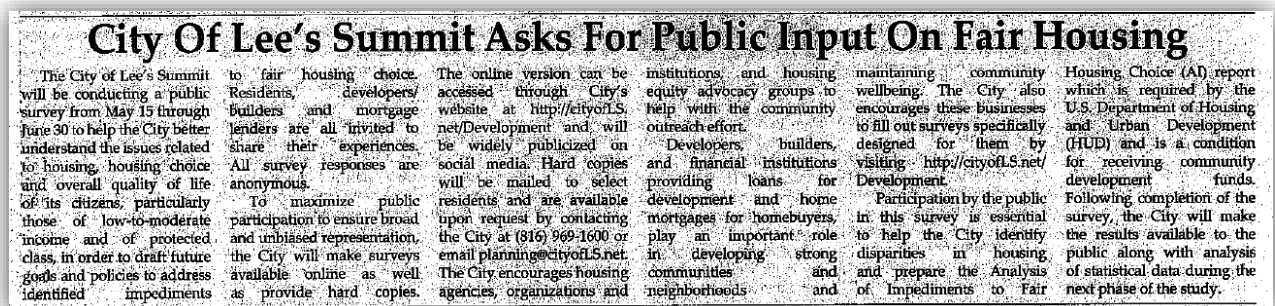 City Of Lee's Summit Asks For Public Input On Fair Housing
The City of Lee's Summit
will be conducting a public
survey from May 15 through
June 30 to help the City better
understand the issues related
to housing, housing choice
and overall quality of life
of its citizens, particularly
those of low-to-moderate
income and of protected
class, in order to draft future
goals and policies to address
identified impediments
to fair housing choice.
Residents, developers/
builders and mortgage
lenders are all invited to
share their experiences.
All survey responses are
anonymous.
To maximize public
participation to ensure broad
and unbiased representation,
the City will make surveys
available online as well
as provide hard copies.
The online version can be
accessed through City's
website at http://cityofLS.
net/Development and will
be widely publicized on
social media. Hard copies
will be mailed to select
residents and are available
upon request by contacting
the City at (816) 969-1600 or
email planning@cityofLS.net.
The City encourages housing
agencies, organizations and
institutions, and housing
equity advocacy groups to
help with the community
outreach effort.
Developers, builders,
and financial institutions
providing loans for
development and home
mortgages for homebuyers,
play an important role
in developing strong
communities and
neighborhoods and
maintaining community
wellbeing. The City also
encourages these businesses
to fill out surveys specifically
designed for them by
visiting http://cityofLS.net/
Development.
Participation by the public
in this survey is essential
to help the City identify
disparities in housing
and prepare the Analysis
of Impediments to Fair
Housing Choice (AI) report
which is required by the
U.S. Department of Housing
and Urban Development
(HUD) and is a condition
for receiving community
development funds.
Following completion of the
survey, the City will make
the results available to the
public along with analysis
of statistical data during the
next phase of the study.